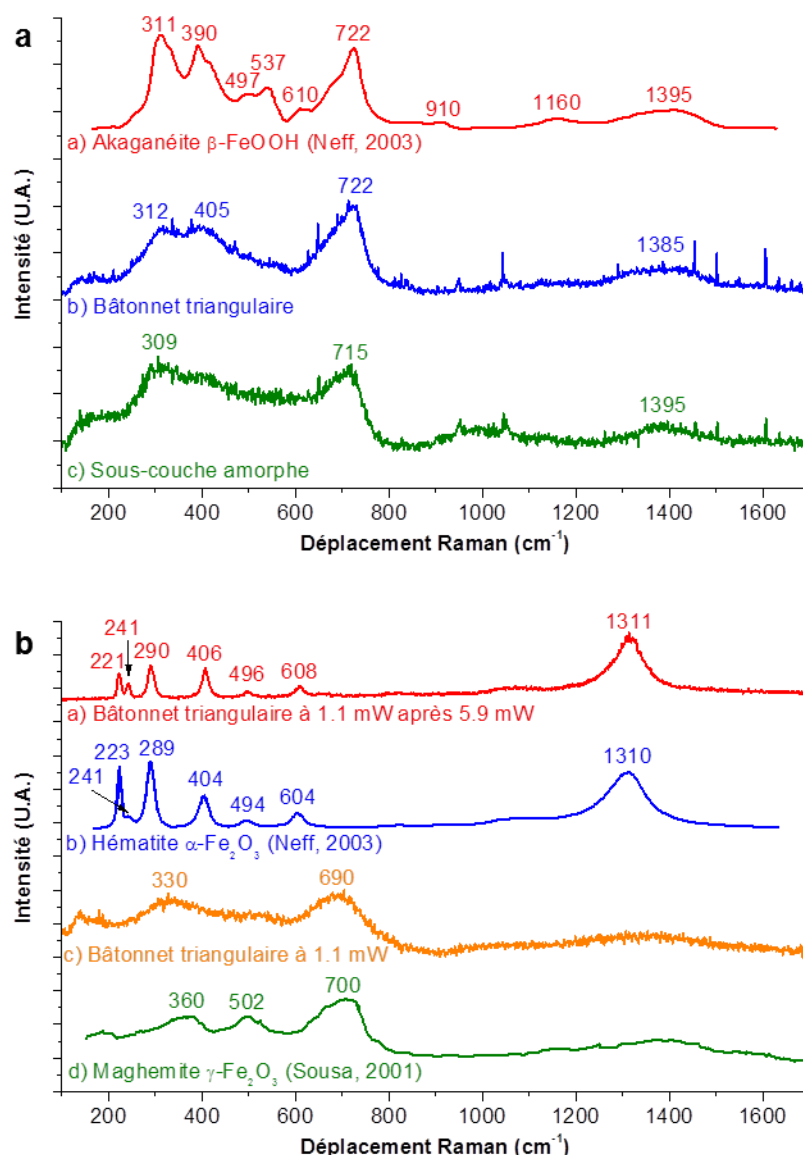 a
311 390 722
497 537 610 910 1160 1395
a) Akaganéite β-FeOOH (Neff, 2003)
312 405 722 1385
b) Bâtonnet triangulaire
309 715 1395
c) Sous-couche amorphe
Intensité (U.A.)
200 400 600 800 1000 1200 1400 1600
Déplacement Raman (cm⁻¹)
b
241 1311
221 290 406 496 608
a) Bâtonnet triangulaire à 1.1 mW après 5.9 mW
223 289 1310
241 404 494 604
b) Hématite α-Fe₂O₃ (Neff, 2003)
330 690
c) Bâtonnet triangulaire à 1.1 mW
360 502 700
d) Maghemite γ-Fe₂O₃ (Sousa, 2001)
Intensité (U.A.)
200 400 600 800 1000 1200 1400 1600
Déplacement Raman (cm⁻¹)